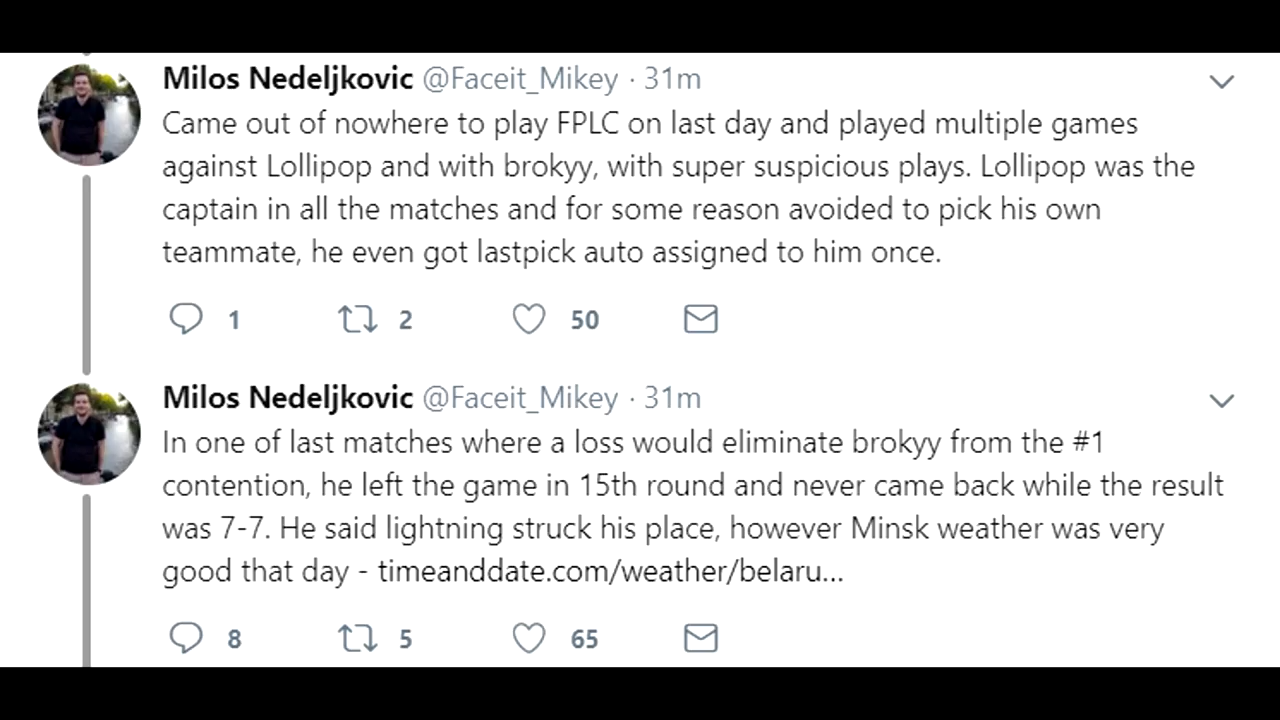 Milos Nedeljkovic @Faceit_Mikey · 31m
Came out of nowhere to play FPLC on last day and played multiple games
against Lollipop and with brokyy, with super suspicious plays. Lollipop was the
captain in all the matches and for some reason avoided to pick his own
teammate, he even got lastpick auto assigned to him once.
1 2 50
Milos Nedeljkovic @Faceit_Mikey · 31m
In one of last matches where a loss would eliminate brokyy from the #1
contention, he left the game in 15th round and never came back while the result
was 7-7. He said lightning struck his place, however Minsk weather was very
good that day - timeanddate.com/weather/belaru...
8 5 65